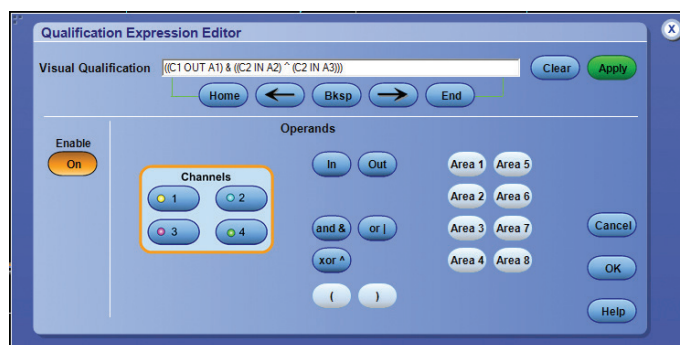 Qualification Expression Editor
X
Visual Qualification ((C1 OUT A1) & ((C2 IN A2) ^ (C2 IN A3))) Clear Apply
Home ← Bksp → End
Operands
Enable
On
Channels
1 2
3 4
In Out
and & or |
xor ^
( )
Area 1 Area 5
Area 2 Area 6
Area 3 Area 7
Area 4 Area 8
Cancel
OK
Help